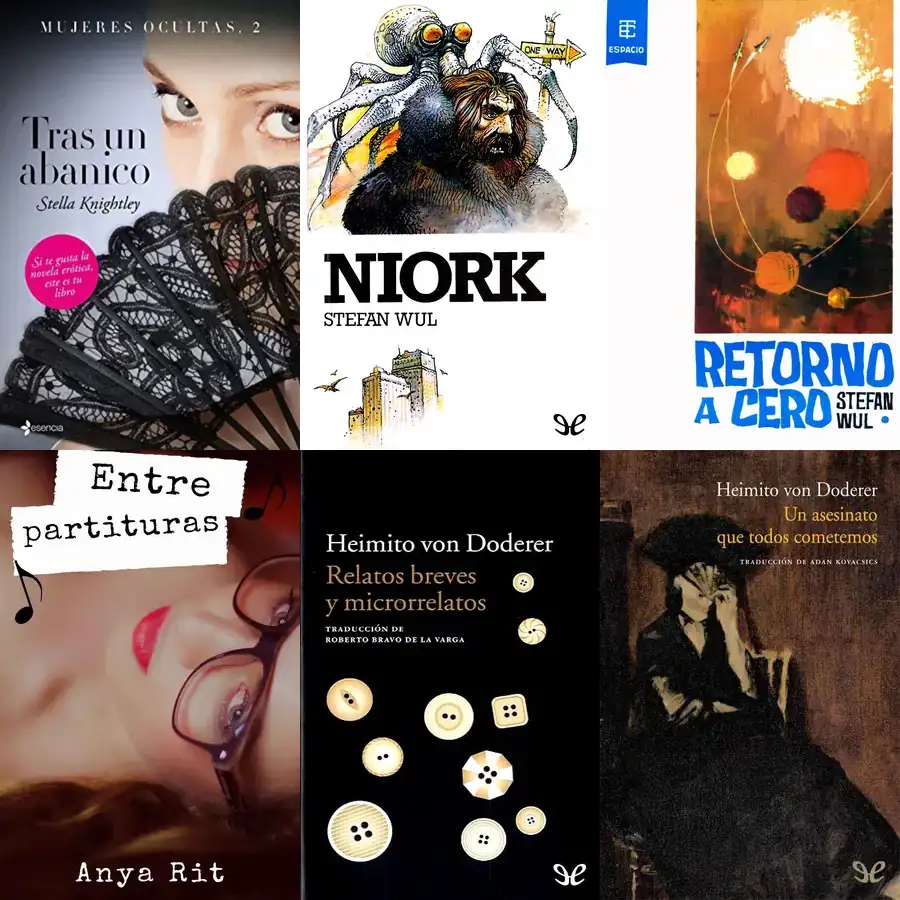 MUJERES OCULTAS, 2
Tras un
abanico
Stella Knightley
Si te gusta la
novela erótica,
este es tu
libro
esencia
ONE WAY
NIORK
STEFAN WUL
ESPACIO
RETORNO
A CERO
STEFAN
WUL
Entre
partituras
Anya Rit
Heimito von Doderer
Relatos breves
y microrrelatos
TRADUCCIÓN DE
ROBERTO BRAVO DE LA VARGA
Heimito von Doderer
Un asesinato
que todos cometemos
TRADUCCIÓN DE ADAN KOVACSICS